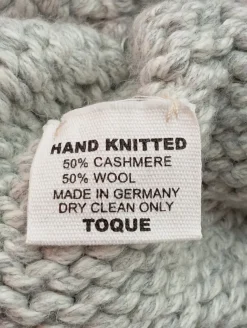 HAND KNITTED
50% CASHMERE
50% WOOL
MADE IN GERMANY
DRY CLEAN ONLY
TOQUE